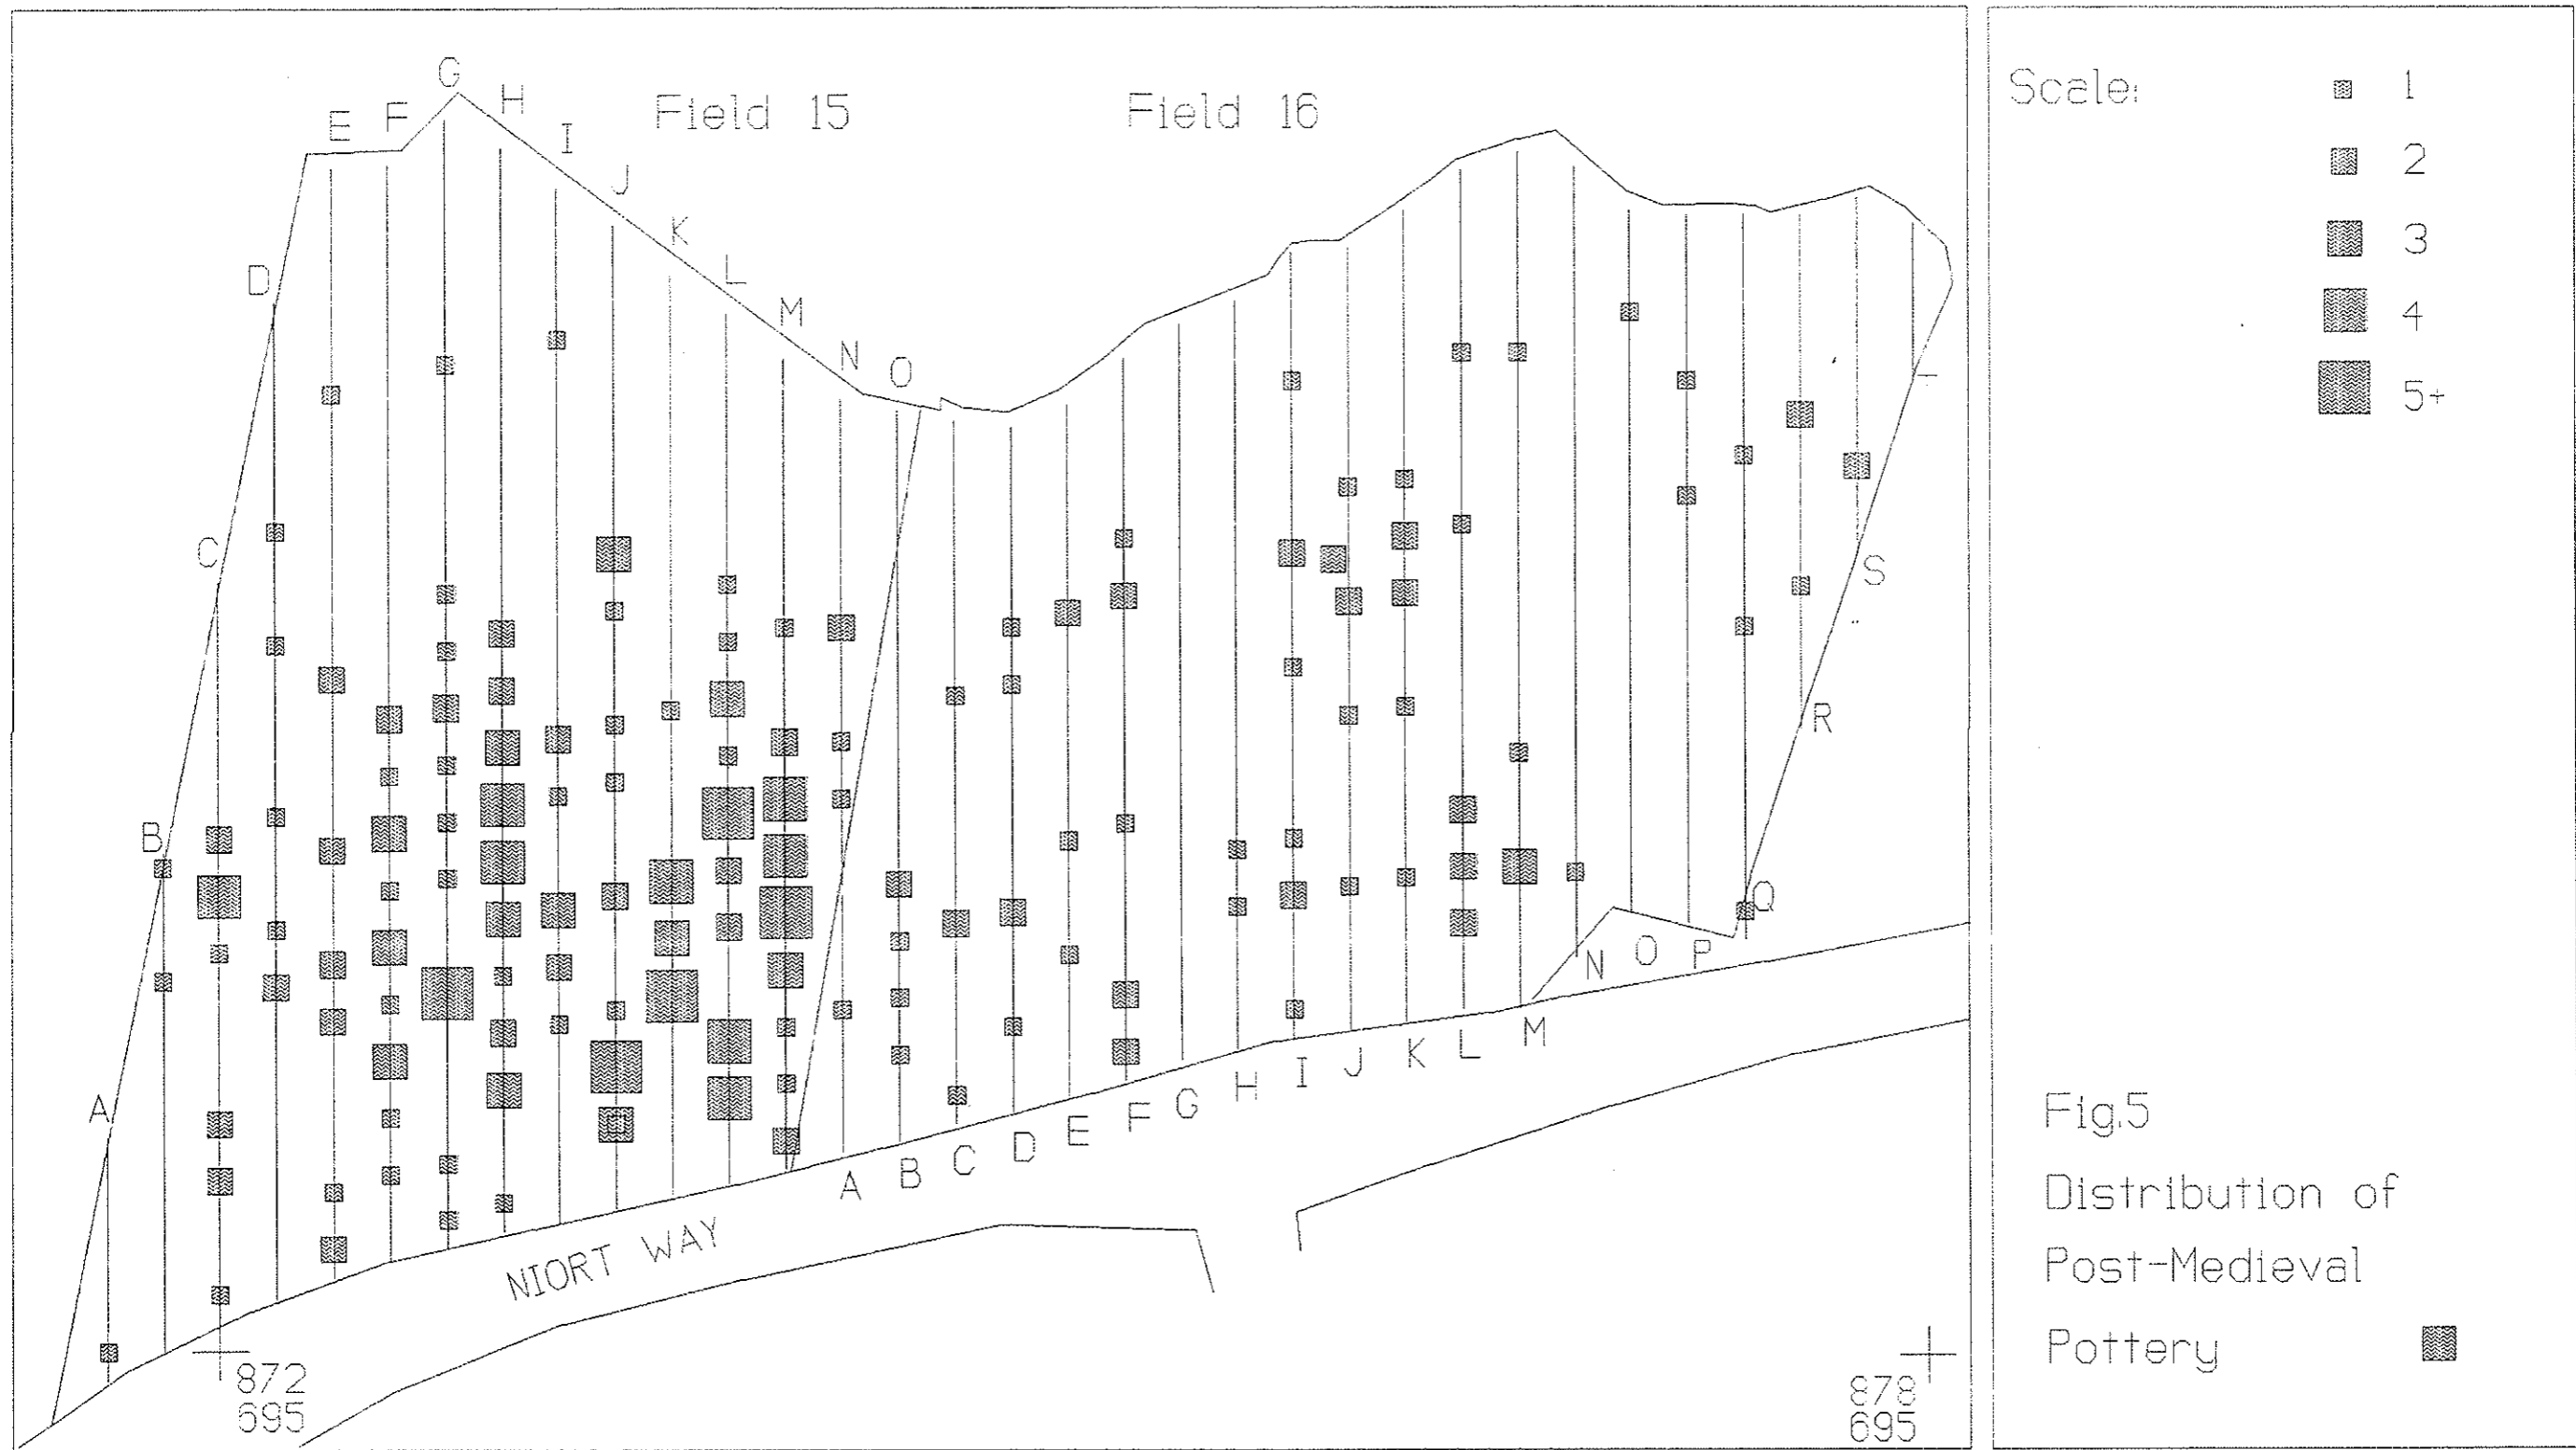 Field 15
Field 16
A
B
C
D
E
F
G
H
I
J
K
L
M
N
O
A
B
C
D
E
F
G
H
I
J
K
L
M
N
O
P
Q
R
S
T
NIORT WAY
872
695
878
695
Scale:
1
2
3
4
5+
Fig.5
Distribution of
Post-Medieval
Pottery